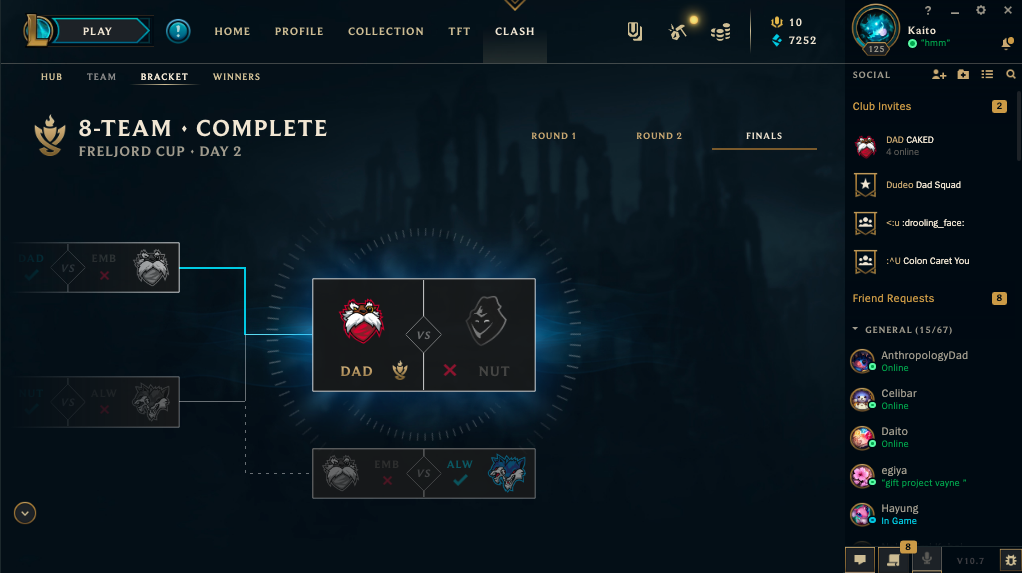 PLAY
HOME
PROFILE
COLLECTION
TFT
CLASH
10
7252
?
Kaito
"hmm"
125
HUB
TEAM
BRACKET
WINNERS
8-TEAM • COMPLETE
FRELJORD CUP • DAY 2
ROUND 1
ROUND 2
FINALS
DAD
VS
EMB
VS
ALW
VS
DAD
NUT
EMB
VS
ALW
SOCIAL
Club Invites
2
DAD CAKED
4 online
Dudeo Dad Squad
<:u :drooling_face:
:^U Colon Caret You
Friend Requests
8
GENERAL (15/67)
AnthropologyDad
Online
Celibar
Online
Daito
Online
egiya
"gift project vayne "
Hayung
In Game
8
V10.7